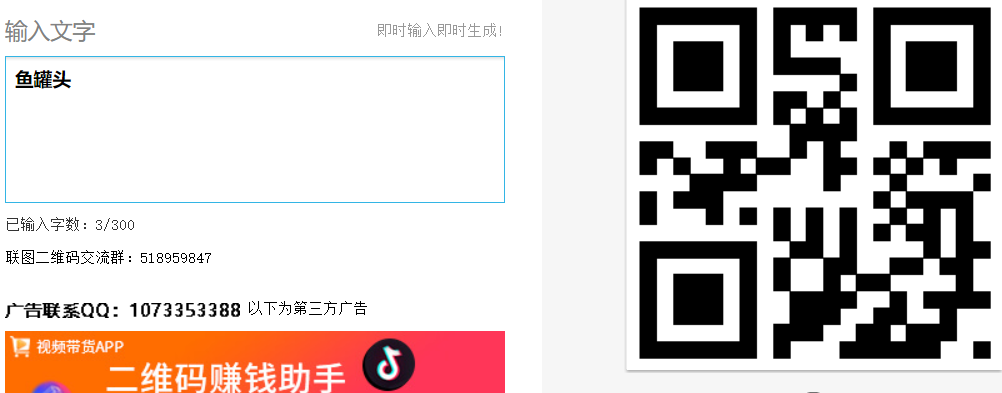 输入文字
即时输入即时生成!
鱼罐头
已输入字数：3/300
联图二维码交流群：518959847
广告联系QQ：1073353388 以下为第三方广告
视频带货APP
二维码赚钱助手